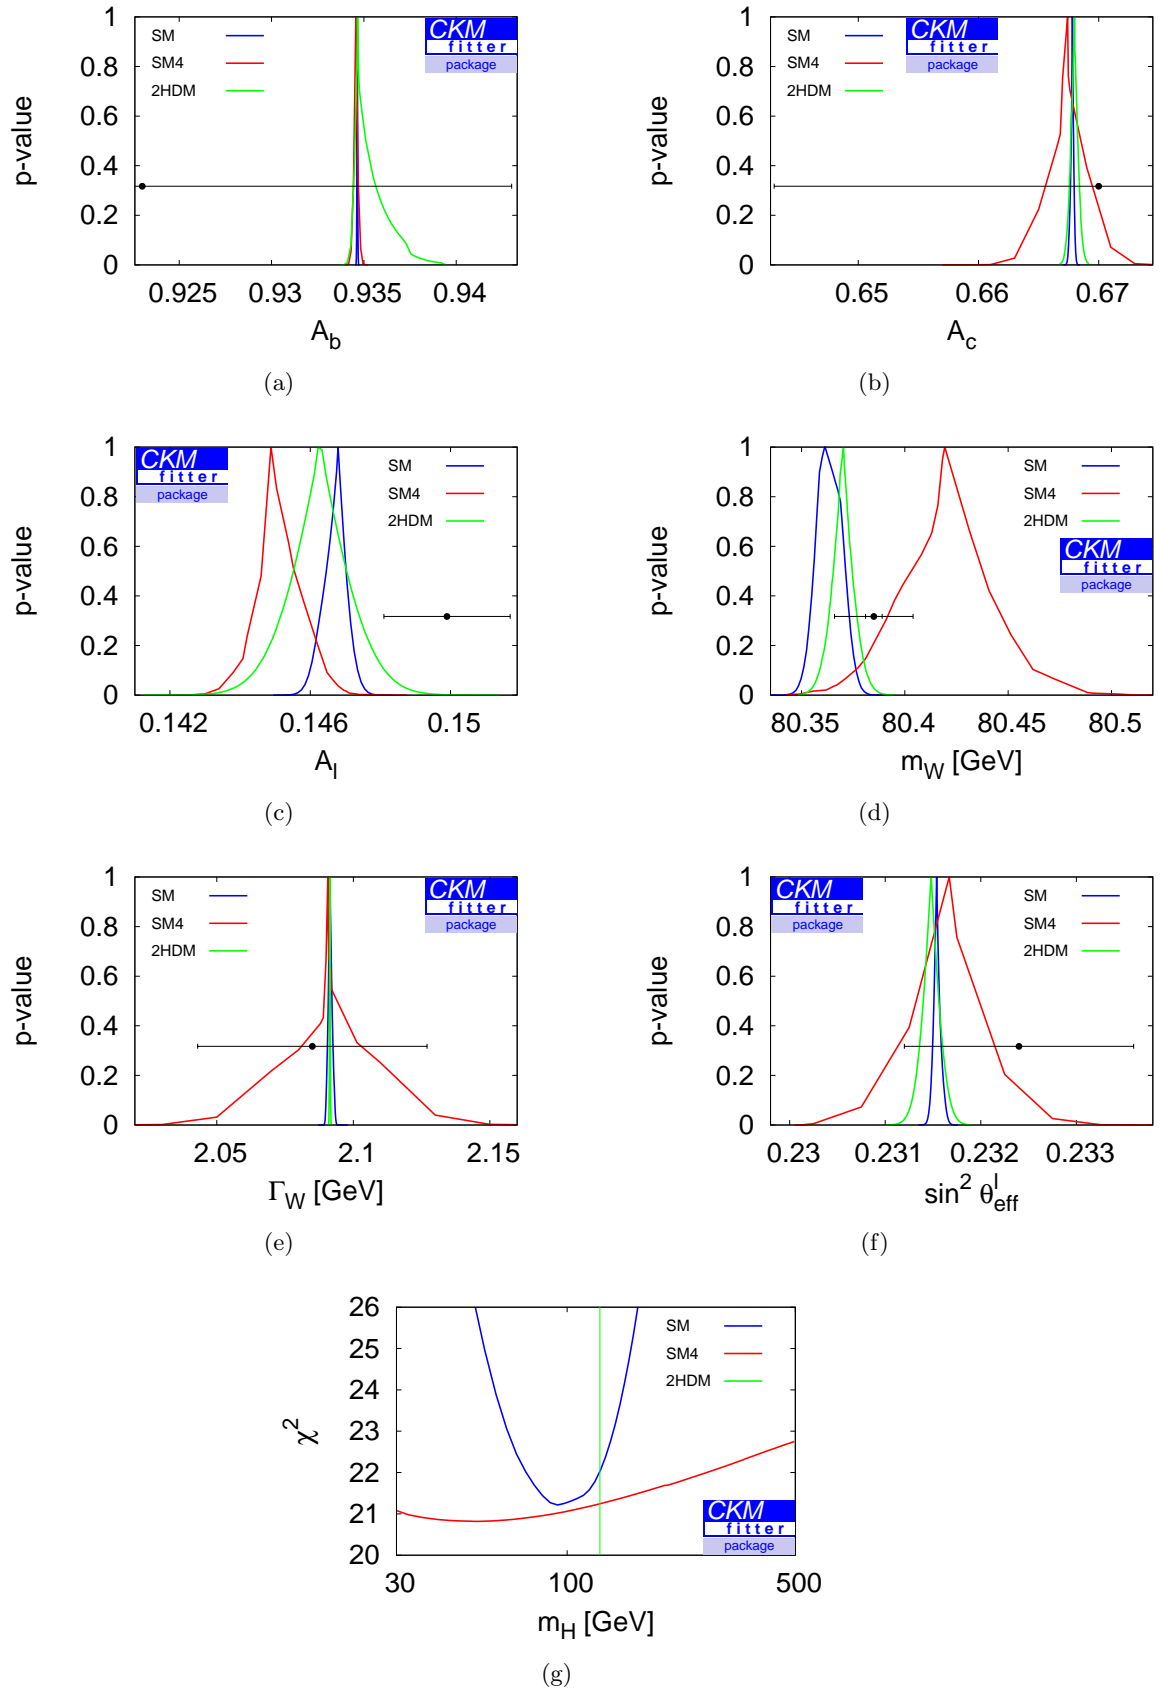 1
0.8
0.6
0.4
0.2
0
p-value
SM
SM4
2HDM
CKM
fitter
package
0.925 0.93 0.935 0.94
A_b
(a)
1
0.8
0.6
0.4
0.2
0
p-value
SM
SM4
2HDM
CKM
fitter
package
0.65 0.66 0.67
A_c
(b)
1
0.8
0.6
0.4
0.2
0
p-value
CKM
fitter
package
SM
SM4
2HDM
0.142 0.146 0.15
A_l
(c)
1
0.8
0.6
0.4
0.2
0
p-value
SM
SM4
2HDM
CKM
fitter
package
80.35 80.4 80.45 80.5
m_W [GeV]
(d)
1
0.8
0.6
0.4
0.2
0
p-value
SM
SM4
2HDM
CKM
fitter
package
2.05 2.1 2.15
Γ_W [GeV]
(e)
1
0.8
0.6
0.4
0.2
0
p-value
CKM
fitter
package
SM
SM4
2HDM
0.23 0.231 0.232 0.233
sin² θ^l_eff
(f)
26
25
24
23
22
21
20
χ²
SM
SM4
2HDM
CKM
fitter
package
30 100 500
m_H [GeV]
(g)